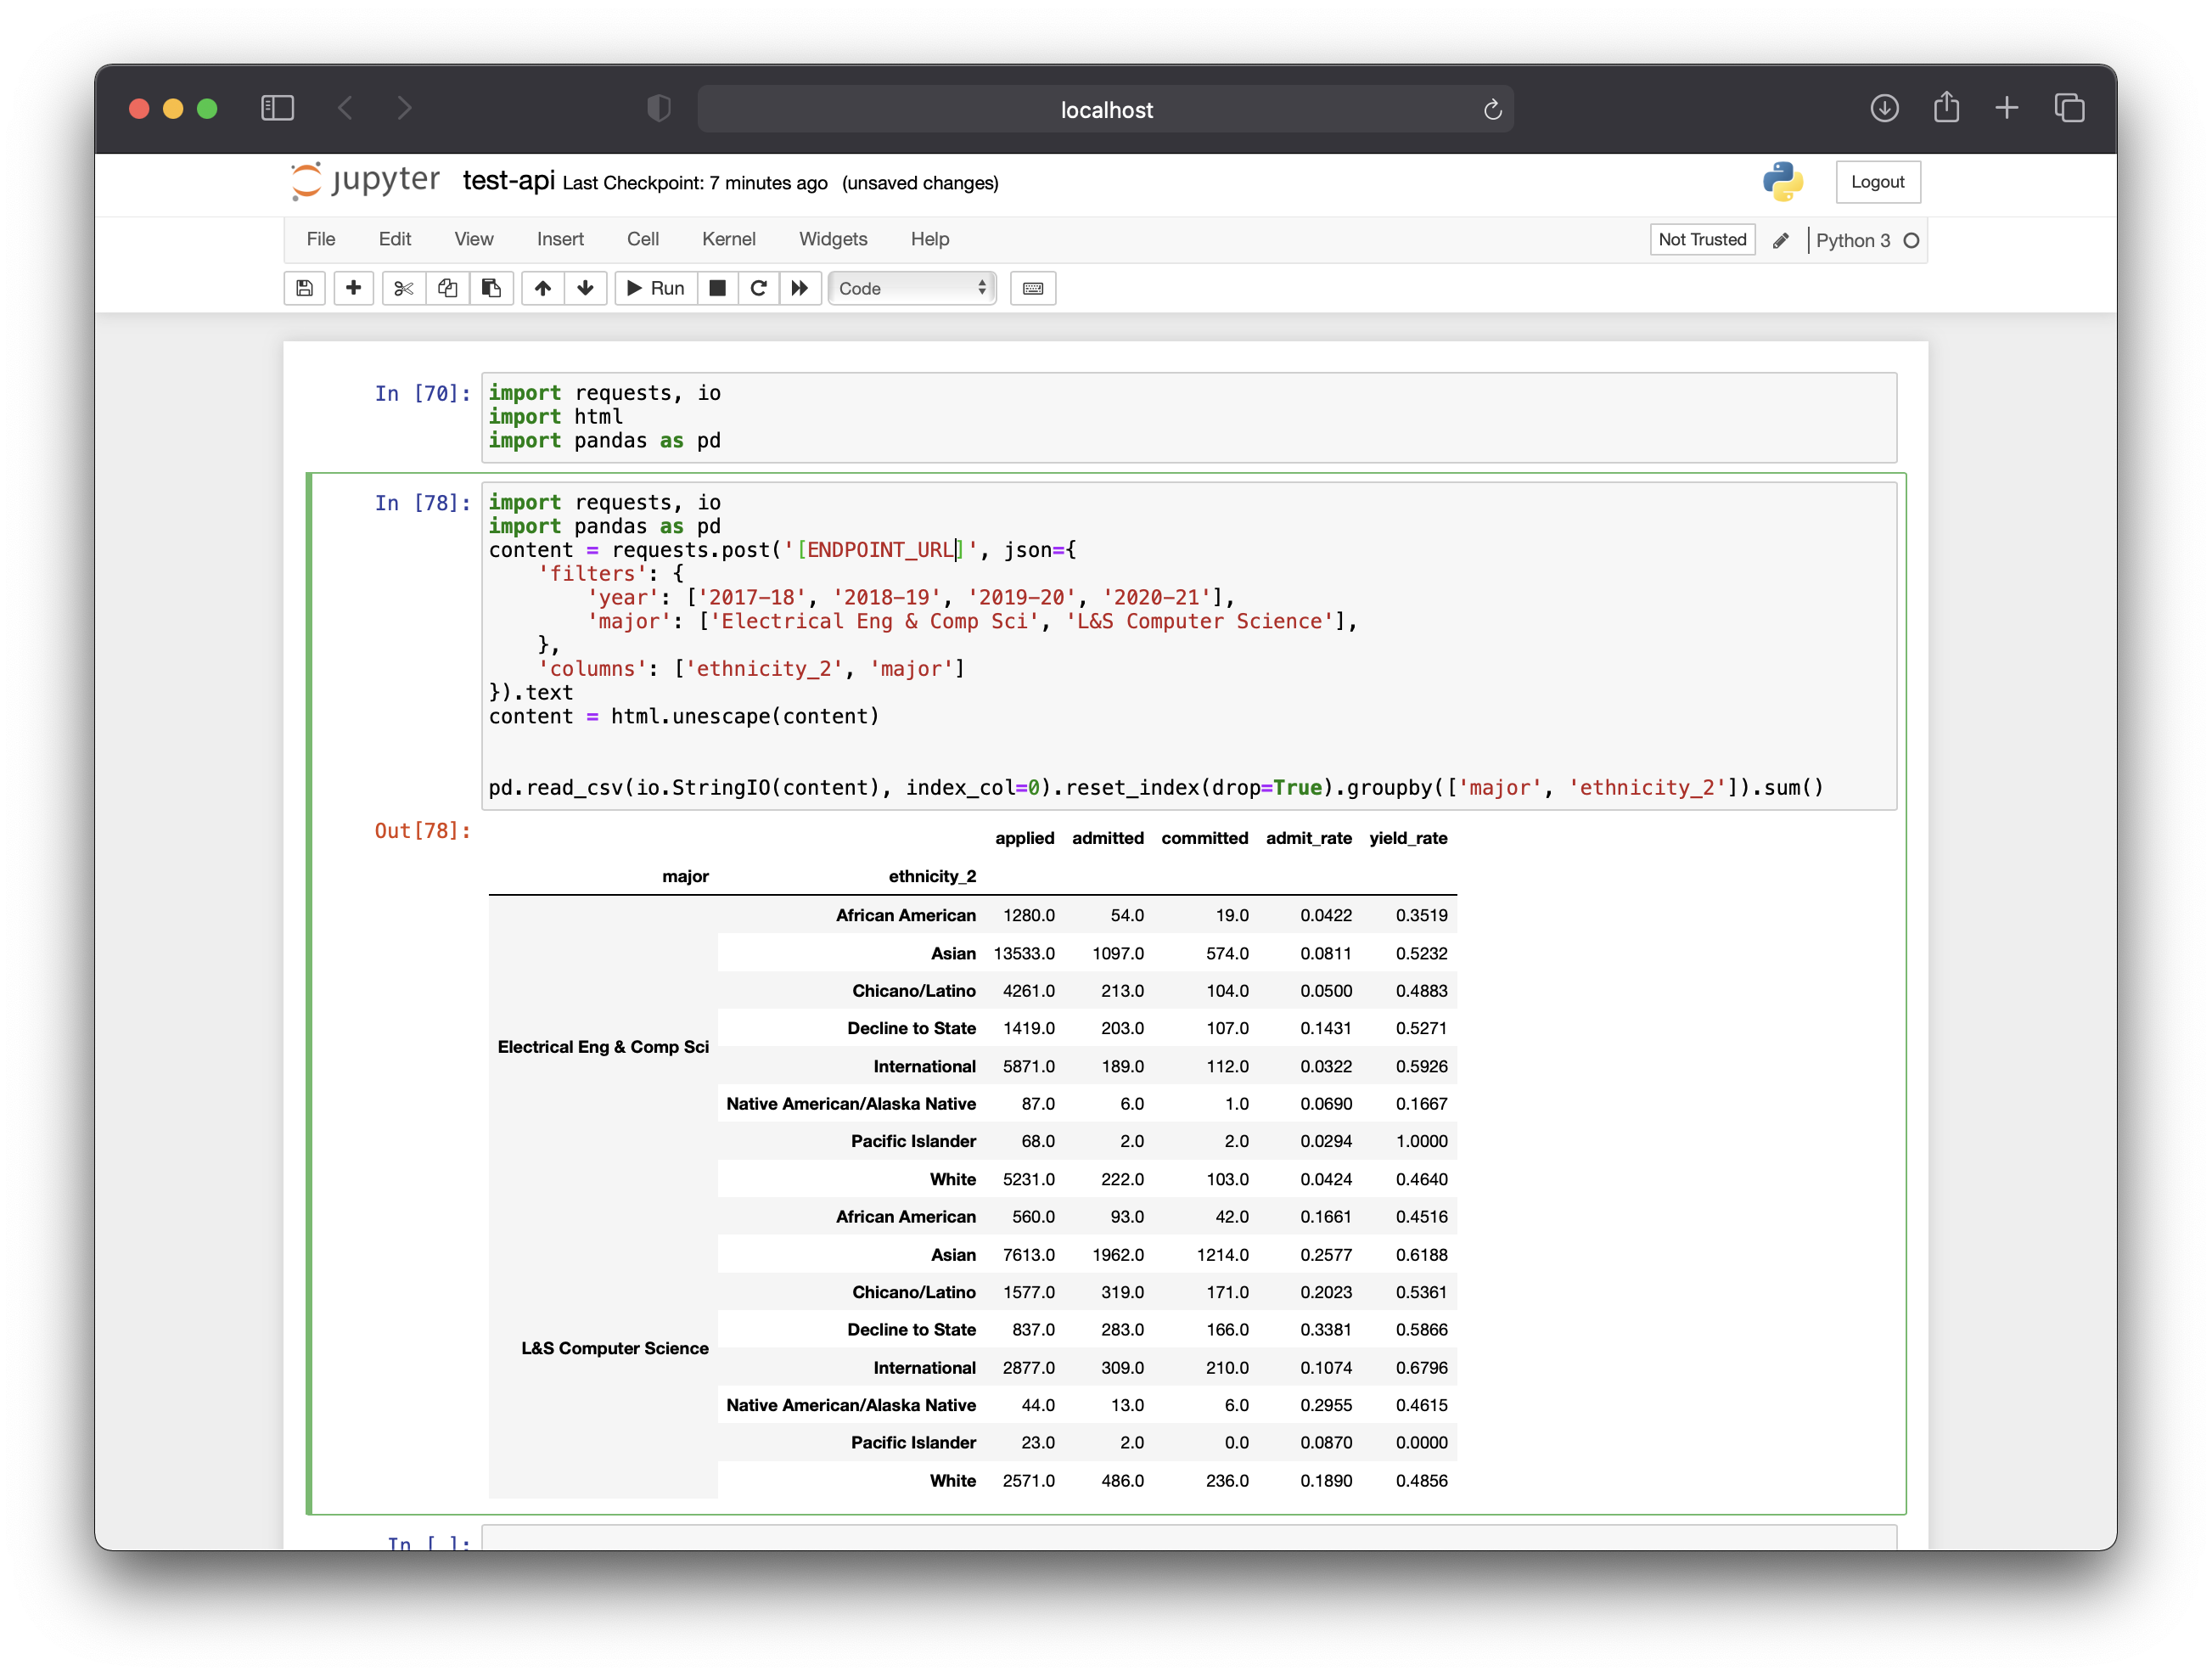 localhost
jupyter test-api Last Checkpoint: 7 minutes ago (unsaved changes) Logout
File Edit View Insert Cell Kernel Widgets Help Not Trusted Python 3
Run Code
In [70]: import requests, io
import html
import pandas as pd
In [78]: import requests, io
import pandas as pd
content = requests.post('[ENDPOINT_URL]', json={
'filters': {
'year': ['2017-18', '2018-19', '2019-20', '2020-21'],
'major': ['Electrical Eng & Comp Sci', 'L&S Computer Science'],
},
'columns': ['ethnicity_2', 'major']
}).text
content = html.unescape(content)
pd.read_csv(io.StringIO(content), index_col=0).reset_index(drop=True).groupby(['major', 'ethnicity_2']).sum()
Out[78]:
applied admitted committed admit_rate yield_rate
major ethnicity_2
African American 1280.0 54.0 19.0 0.0422 0.3519
Asian 13533.0 1097.0 574.0 0.0811 0.5232
Chicano/Latino 4261.0 213.0 104.0 0.0500 0.4883
Decline to State 1419.0 203.0 107.0 0.1431 0.5271
Electrical Eng & Comp Sci
International 5871.0 189.0 112.0 0.0322 0.5926
Native American/Alaska Native 87.0 6.0 1.0 0.0690 0.1667
Pacific Islander 68.0 2.0 2.0 0.0294 1.0000
White 5231.0 222.0 103.0 0.0424 0.4640
African American 560.0 93.0 42.0 0.1661 0.4516
Asian 7613.0 1962.0 1214.0 0.2577 0.6188
Chicano/Latino 1577.0 319.0 171.0 0.2023 0.5361
Decline to State 837.0 283.0 166.0 0.3381 0.5866
L&S Computer Science
International 2877.0 309.0 210.0 0.1074 0.6796
Native American/Alaska Native 44.0 13.0 6.0 0.2955 0.4615
Pacific Islander 23.0 2.0 0.0 0.0870 0.0000
White 2571.0 486.0 236.0 0.1890 0.4856
In [ ]: